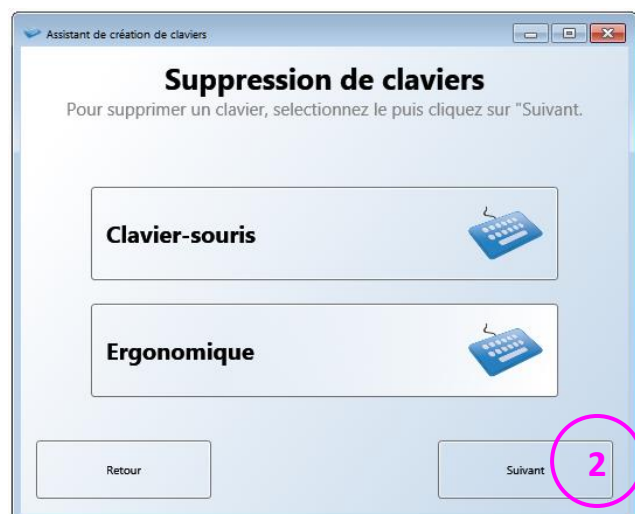 Assistant de création de claviers
Suppression de claviers
Pour supprimer un clavier, selectionnez le puis cliquez sur "Suivant.
Clavier-souris
Ergonomique
Retour
Suivant
2